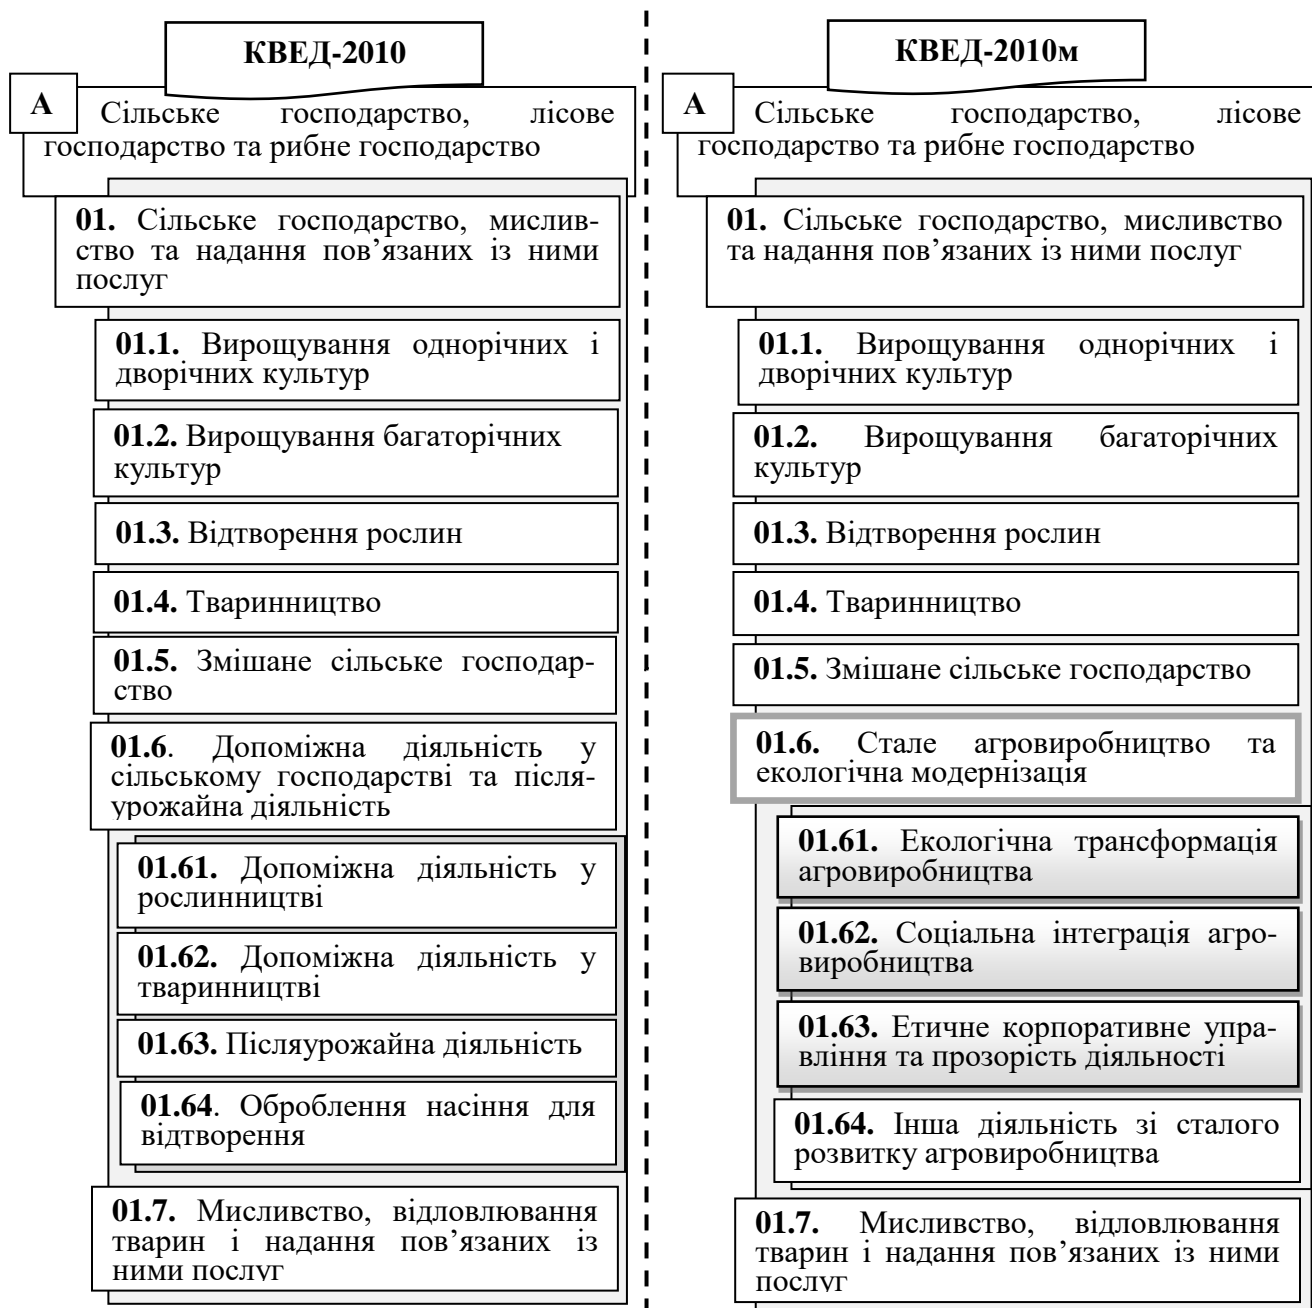 КВЕД-2010
А
Сільське господарство, лісове
господарство та рибне господарство
01. Сільське господарство, мислив-
ство та надання пов’язаних із ними
послуг
01.1. Вирощування однорічних і
дворічних культур
01.2. Вирощування багаторічних
культур
01.3. Відтворення рослин
01.4. Тваринництво
01.5. Змішане сільське господар-
ство
01.6. Допоміжна діяльність у
сільському господарстві та після-
урожайна діяльність
01.61. Допоміжна діяльність у
рослинництві
01.62. Допоміжна діяльність у
тваринництві
01.63. Післяурожайна діяльність
01.64. Оброблення насіння для
відтворення
01.7. Мисливство, відловлювання
тварин і надання пов’язаних із
ними послуг
КВЕД-2010м
А
Сільське господарство, лісове
господарство та рибне господарство
01. Сільське господарство, мисливство
та надання пов’язаних із ними послуг
01.1. Вирощування однорічних і
дворічних культур
01.2. Вирощування багаторічних
культур
01.3. Відтворення рослин
01.4. Тваринництво
01.5. Змішане сільське господарство
01.6. Стале агровиробництво та
екологічна модернізація
01.61. Екологічна трансформація
агровиробництва
01.62. Соціальна інтеграція агро-
виробництва
01.63. Етичне корпоративне упра-
вління та прозорість діяльності
01.64. Інша діяльність зі сталого
розвитку агровиробництва
01.7. Мисливство, відловлювання
тварин і надання пов’язаних із ними
послуг